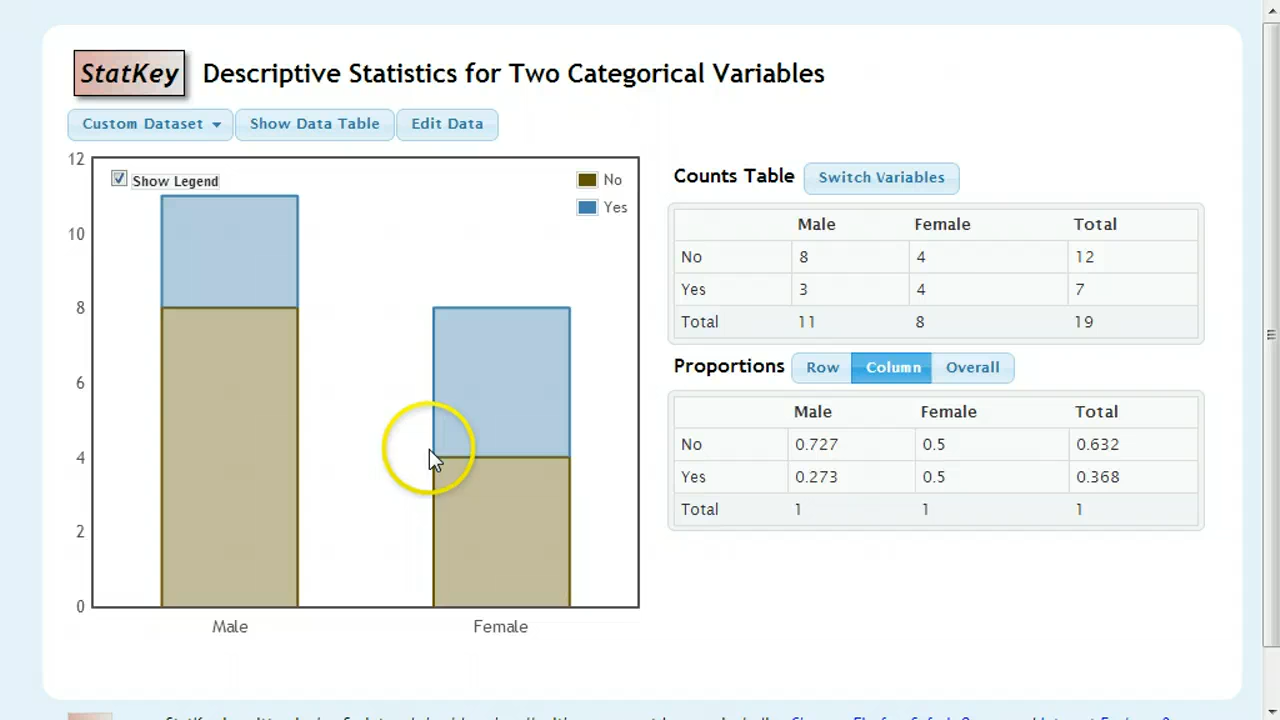 StatKey Descriptive Statistics for Two Categorical Variables
Custom Dataset Show Data Table Edit Data
12
10
8
6
4
2
0
Show Legend
No
Yes
Male Female
Counts Table Switch Variables
Male Female Total
No 8 4 12
Yes 3 4 7
Total 11 8 19
Proportions Row Column Overall
Male Female Total
No 0.727 0.5 0.632
Yes 0.273 0.5 0.368
Total 1 1 1